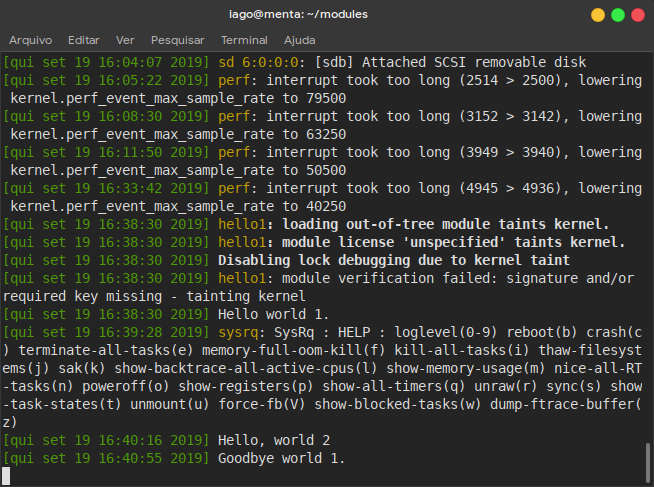 lago@menta: ~/modules
Arquivo Editar Ver Pesquisar Terminal Ajuda
[qui set 19 16:04:07 2019] sd 6:0:0:0: [sdb] Attached SCSI removable disk
[qui set 19 16:05:22 2019] perf: interrupt took too long (2514 > 2500), lowering
 kernel.perf_event_max_sample_rate to 79500
[qui set 19 16:08:30 2019] perf: interrupt took too long (3152 > 3142), lowering
 kernel.perf_event_max_sample_rate to 63250
[qui set 19 16:11:50 2019] perf: interrupt took too long (3949 > 3940), lowering
 kernel.perf_event_max_sample_rate to 50500
[qui set 19 16:33:42 2019] perf: interrupt took too long (4945 > 4936), lowering
 kernel.perf_event_max_sample_rate to 40250
[qui set 19 16:38:30 2019] hello1: loading out-of-tree module taints kernel.
[qui set 19 16:38:30 2019] hello1: module license 'unspecified' taints kernel.
[qui set 19 16:38:30 2019] Disabling lock debugging due to kernel taint
[qui set 19 16:38:30 2019] hello1: module verification failed: signature and/or
required key missing - tainting kernel
[qui set 19 16:38:30 2019] Hello world 1.
[qui set 19 16:39:28 2019] sysrq: SysRq : HELP : loglevel(0-9) reboot(b) crash(c
) terminate-all-tasks(e) memory-full-oom-kill(f) kill-all-tasks(i) thaw-filesyst
ems(j) sak(k) show-backtrace-all-active-cpus(l) show-memory-usage(m) nice-all-RT
-tasks(n) poweroff(o) show-registers(p) show-all-timers(q) unraw(r) sync(s) show
-task-states(t) unmount(u) force-fb(V) show-blocked-tasks(w) dump-ftrace-buffer(
z)
[qui set 19 16:40:16 2019] Hello, world 2
[qui set 19 16:40:55 2019] Goodbye world 1.